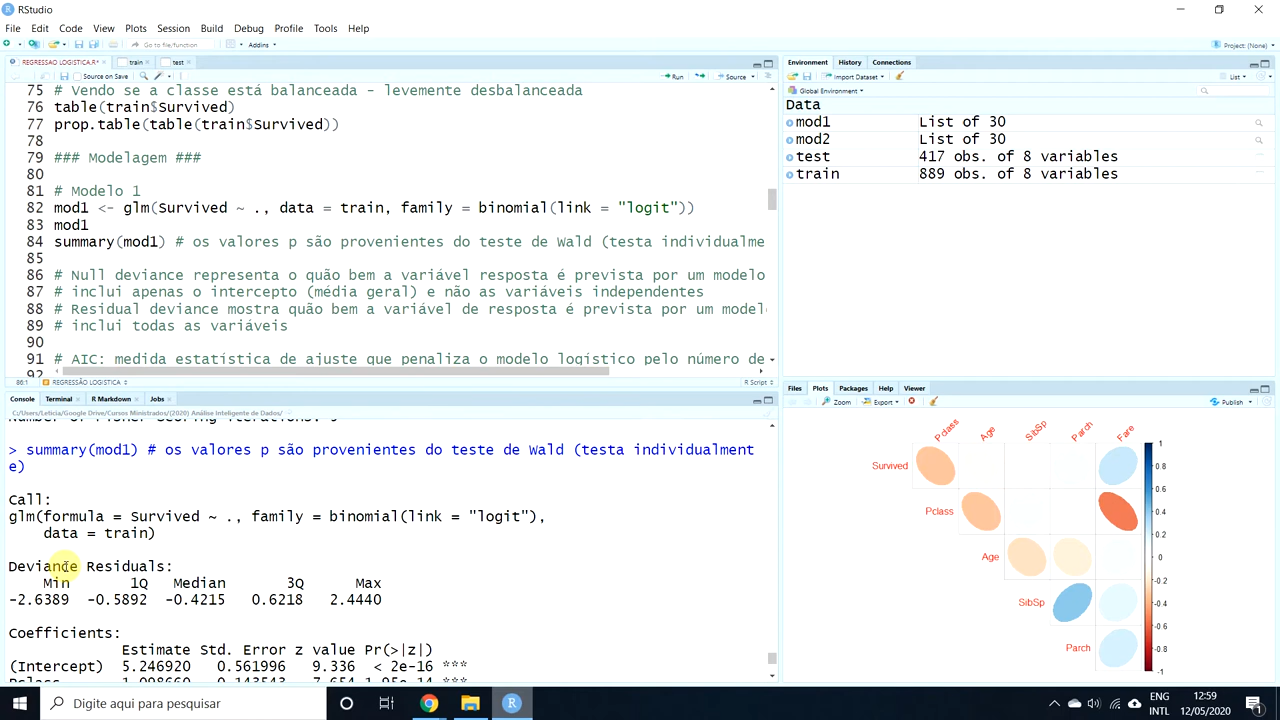 RStudio
File Edit Code View Plots Session Build Debug Profile Tools Help
Go to file/function Addins Project: (None)
REGRESSÃO LOGÍSTICA.R* train test
Source on Save Run Source
75 # Vendo se a classe está balanceada - levemente desbalanceada
76 table(train$Survived)
77 prop.table(table(train$Survived))
78
79 ### Modelagem ###
80
81 # Modelo 1
82 mod1 <- glm(Survived ~ ., data = train, family = binomial(link = "logit"))
83 mod1
84 summary(mod1) # os valores p são provenientes do teste de Wald (testa individualme
85
86 # Null deviance representa o quão bem a variável resposta é prevista por um modelo
87 # inclui apenas o intercepto (média geral) e não as variáveis independentes
88 # Residual deviance mostra quão bem a variável de resposta é prevista por um model
89 # inclui todas as variáveis
90
91 # AIC: medida estatistica de ajuste que penaliza o modelo logistico pelo número de
92
86:1 REGRESSÃO LOGISTICA R Script
Console Terminal R Markdown Jobs
C:/Users/Leticia/Google Drive/Cursos Ministrados/(2020) Análise Inteligente de Dados/
> summary(mod1) # os valores p são provenientes do teste de Wald (testa individualment
e)
Call:
glm(formula = Survived ~ ., family = binomial(link = "logit"),
data = train)
Deviance Residuals:
Min 1Q Median 3Q Max
-2.6389 -0.5892 -0.4215 0.6218 2.4440
Coefficients:
Estimate Std. Error z value Pr(>|z|)
(Intercept) 5.246920 0.561996 9.336 < 2e-16 ***
Environment History Connections
Import Dataset List
Global Environment
Data
mod1 List of 30
mod2 List of 30
test 417 obs. of 8 variables
train 889 obs. of 8 variables
Files Plots Packages Help Viewer
Zoom Export Publish
Pclass Age SibSp Parch Fare
Survived
Pclass
Age
SibSp
Parch
1
0.8
0.6
0.4
0.2
0
-0.2
-0.4
-0.6
-0.8
-1
Digite aqui para pesquisar
ENG
INTL
12:59
12/05/2020
1